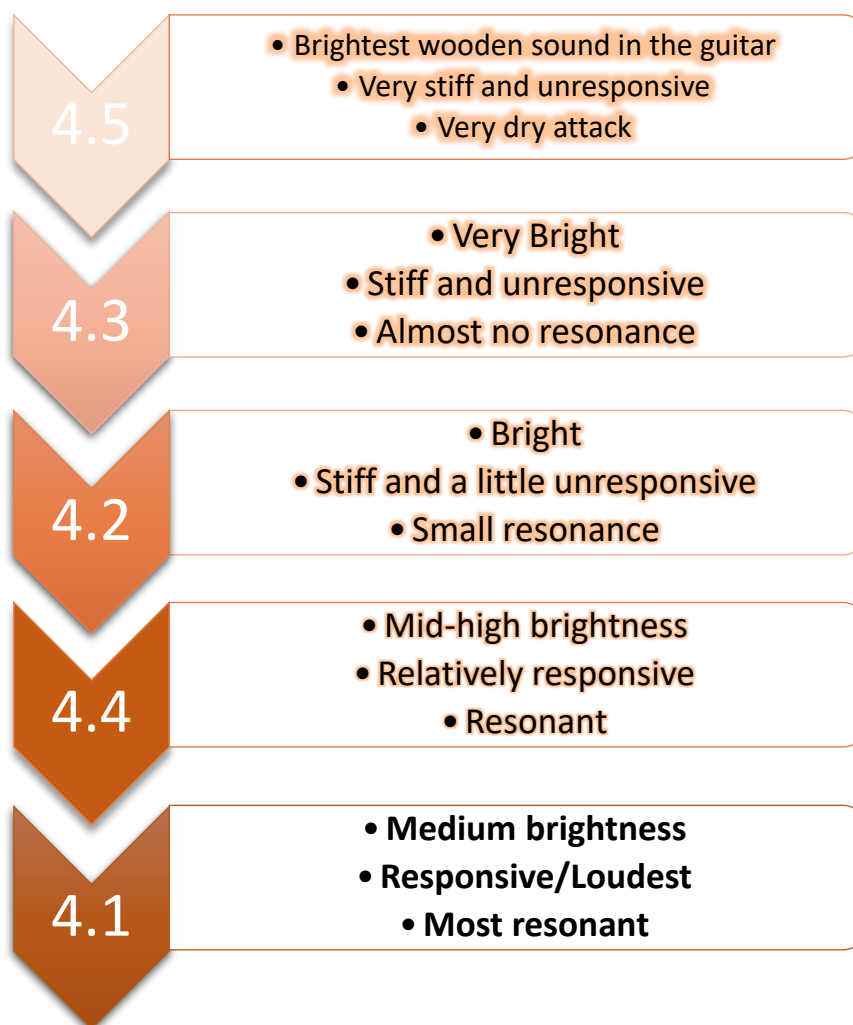 4.5
• Brightest wooden sound in the guitar
• Very stiff and unresponsive
• Very dry attack
4.3
• Very Bright
• Stiff and unresponsive
• Almost no resonance
4.2
• Bright
• Stiff and a little unresponsive
• Small resonance
4.4
• Mid-high brightness
• Relatively responsive
• Resonant
4.1
• Medium brightness
• Responsive/Loudest
• Most resonant